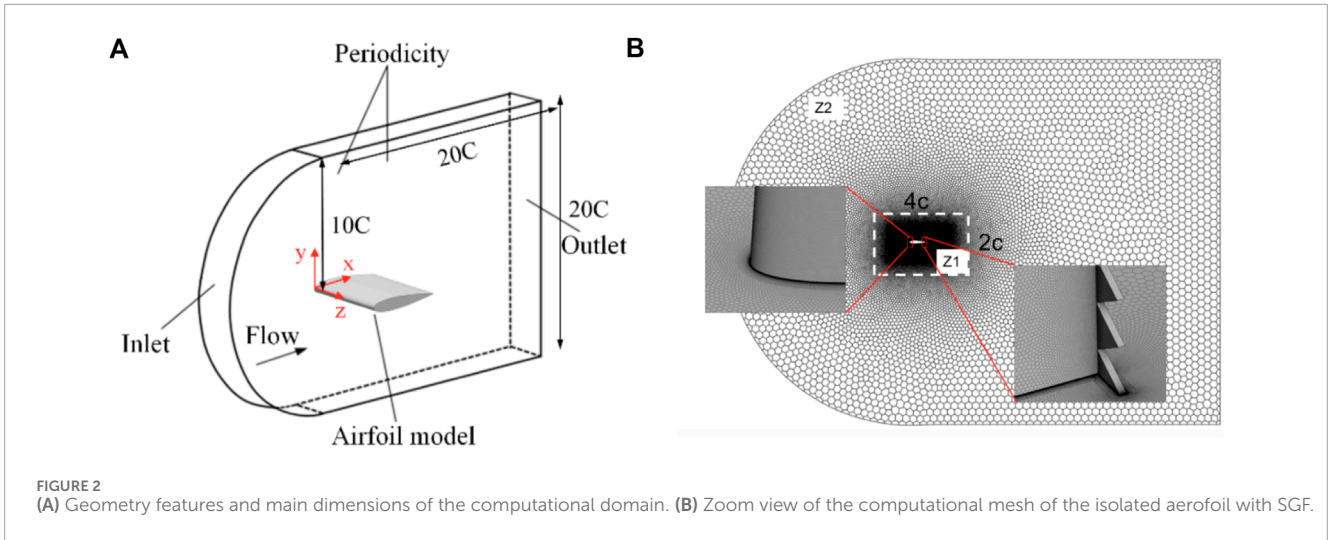 A
Periodicity
20C
10C
20C
Outlet
y
x
z
Inlet
Flow
Airfoil model
B
Z2
4c
2c
Z1
FIGURE 2
(A) Geometry features and main dimensions of the computational domain. (B) Zoom view of the computational mesh of the isolated aerofoil with SGF.